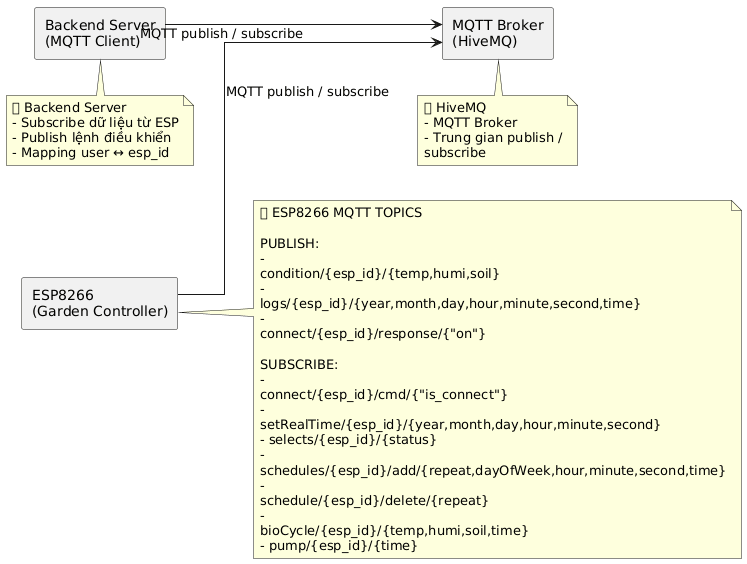 Backend Server
(MQTT Client)
MQTT publish / subscribe
MQTT Broker
(HiveMQ)
Backend Server
- Subscribe dữ liệu từ ESP
- Publish lệnh điều khiển
- Mapping user ↔ esp_id
MQTT publish / subscribe
HiveMQ
- MQTT Broker
- Trung gian publish /
subscribe
ESP8266
(Garden Controller)
ESP8266 MQTT TOPICS
PUBLISH:
-
condition/{esp_id}/{temp,humi,soil}
-
logs/{esp_id}/{year,month,day,hour,minute,second,time}
-
connect/{esp_id}/response/{"on"}
SUBSCRIBE:
-
connect/{esp_id}/cmd/{"is_connect"}
-
setRealTime/{esp_id}/{year,month,day,hour,minute,second}
- selects/{esp_id}/{status}
-
schedules/{esp_id}/add/{repeat,dayOfWeek,hour,minute,second,time}
-
schedule/{esp_id}/delete/{repeat}
-
bioCycle/{esp_id}/{temp,humi,soil,time}
- pump/{esp_id}/{time}